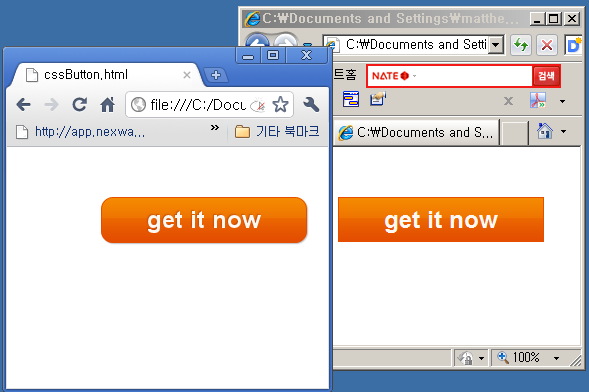 C:₩Documents and Settings₩matthe...
cssButton.html
file:///C:/Docu
http://app.nexwa...
»
기타 북마크
get it now
C:₩Documents and Setti
트홈
NATE
검색
C:₩Documents and S...
get it now
100%